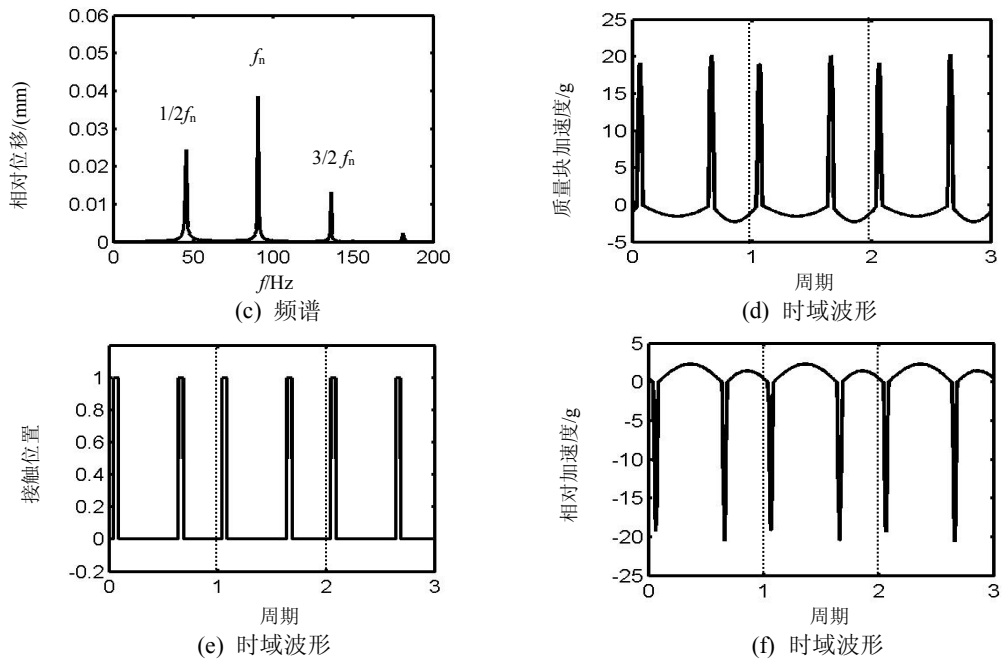 0.06
0.05
0.04
0.03
0.02
0.01
0
相对位移/(mm)
1/2fn
fn
3/2 fn
0 50 100 150 200
f/Hz
(c) 频谱
25
20
15
10
5
0
-5
质量块加速度/g
0 1 2 3
周期
(d) 时域波形
1
0.8
0.6
0.4
0.2
0
-0.2
接触位置
0 1 2 3
周期
(e) 时域波形
5
0
-5
-10
-15
-20
-25
相对加速度/g
0 1 2 3
周期
(f) 时域波形